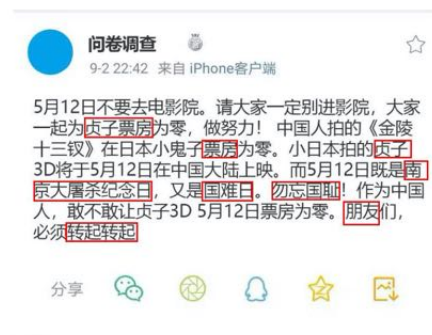 问卷调查
9-2 22:42 来自 iPhone客户端
5月12日不要去电影院。请大家一定别进影院，大家
一起为贞子票房为零，做努力！中国人拍的《金陵
十三钗》在日本小鬼子票房为零。小日本拍的贞子
3D将于5月12日在中国大陆上映。而5月12日既是南
京大屠杀纪念日，又是国难日。勿忘国耻！作为中国
人，敢不敢让贞子3D 5月12日票房为零。朋友们，
必须转起转起
分享